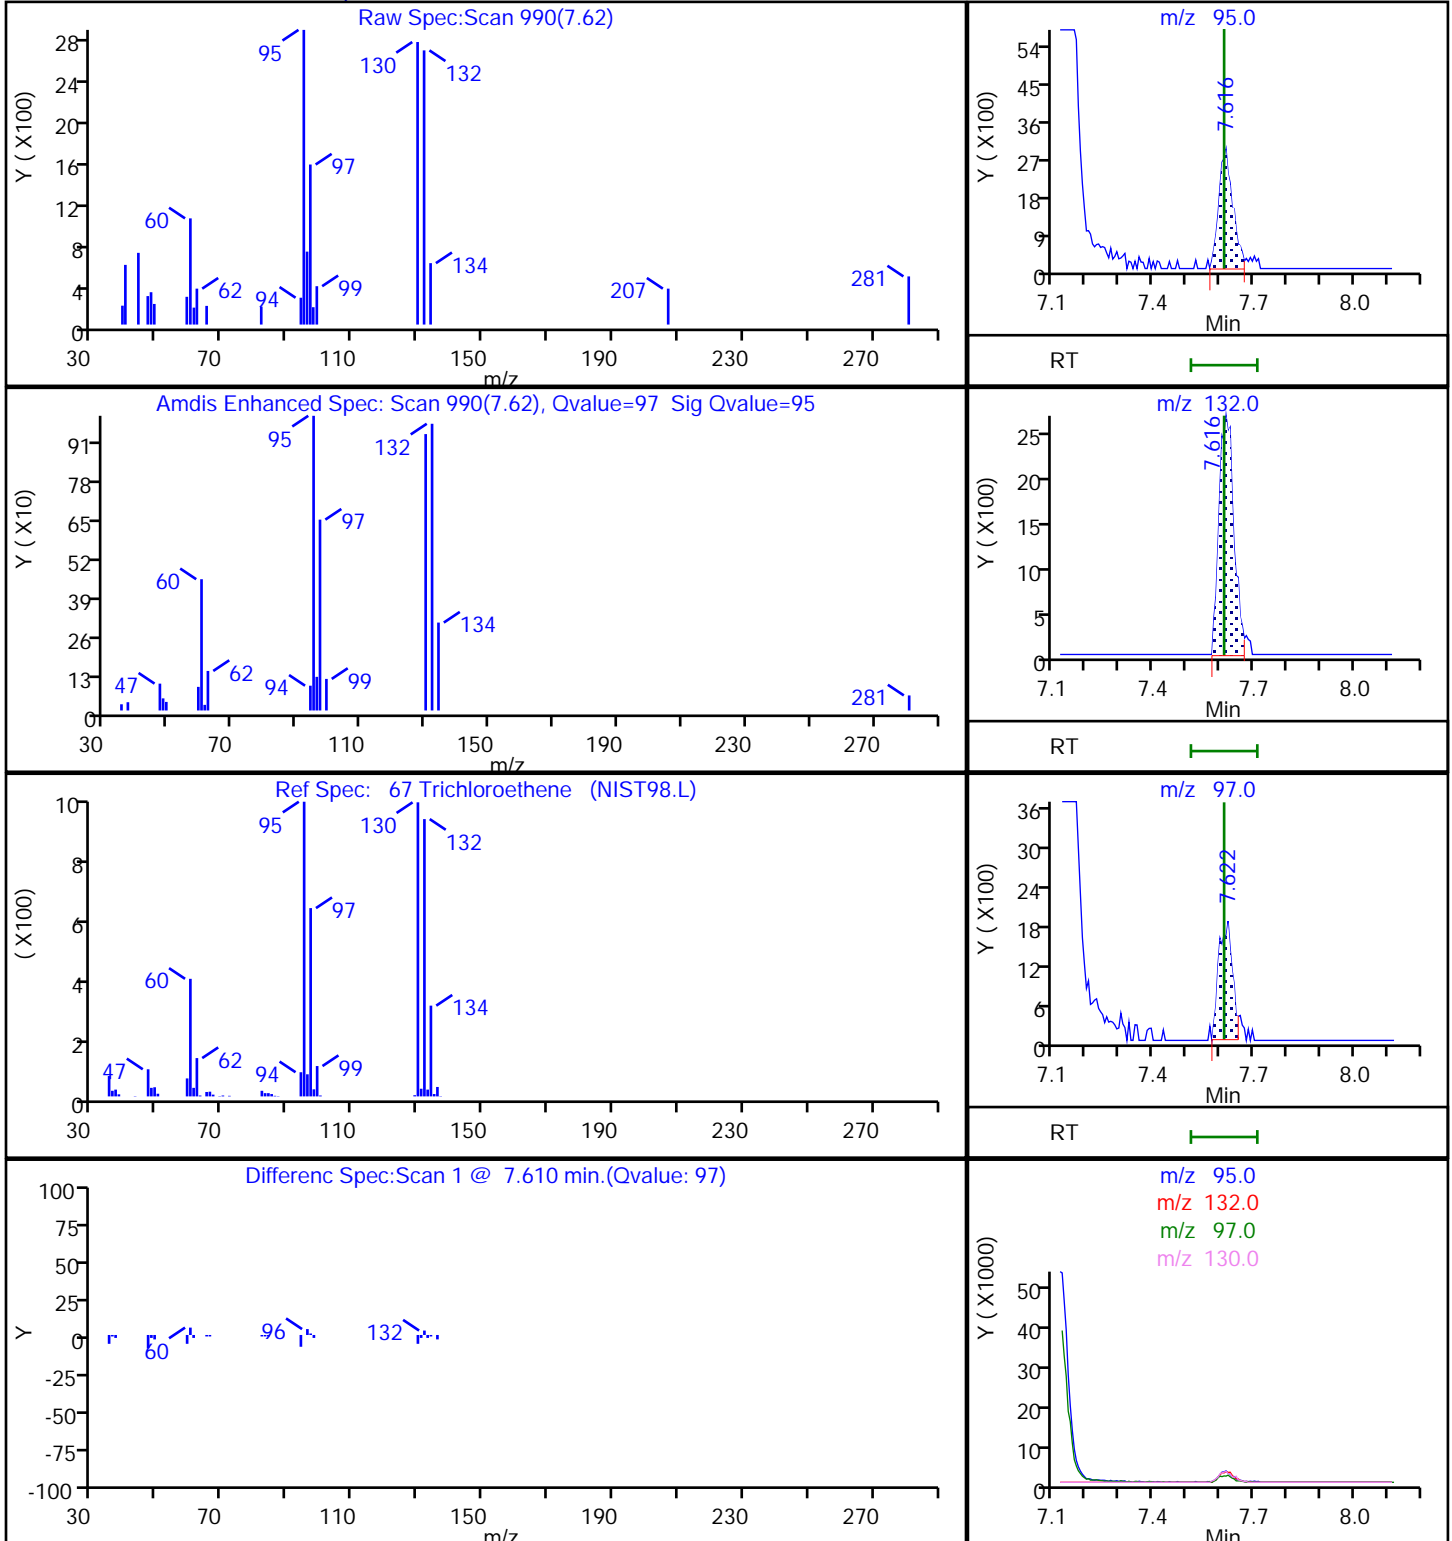 Raw Spec:Scan 990(7.62)
Y ( X100)
28
24
20
16
12
8
4
0
95
130
132
97
60
62
94
99
134
207
281
30 70 110 150 190 230 270
m/z
m/z 95.0
Y ( X100)
54
45
36
27
18
9
0
7.616
7.1 7.4 7.7 8.0
Min
RT
Amdis Enhanced Spec: Scan 990(7.62), Qvalue=97 Sig Qvalue=95
Y ( X10)
91
78
65
52
39
26
13
0
95
132
97
60
134
47
62
94
99
281
30 70 110 150 190 230 270
m/z
m/z 132.0
Y ( X100)
25
20
15
10
5
0
7.616
7.1 7.4 7.7 8.0
Min
RT
Ref Spec: 67 Trichloroethene (NIST98.L)
( X100)
10
8
6
4
2
0
95
130
132
97
60
134
47
62
94
99
30 70 110 150 190 230 270
m/z 97.0
Y ( X100)
36
30
24
18
12
6
0
7.622
7.1 7.4 7.7 8.0
Min
RT
Differenc Spec:Scan 1 @ 7.610 min.(Qvalue: 97)
Y
100
75
50
25
0
-25
-50
-75
-100
60
96
132
30 70 110 150 190 230 270
m/z
m/z 95.0
m/z 132.0
m/z 97.0
m/z 130.0
Y ( X1000)
50
40
30
20
10
0
7.1 7.4 7.7 8.0
Min